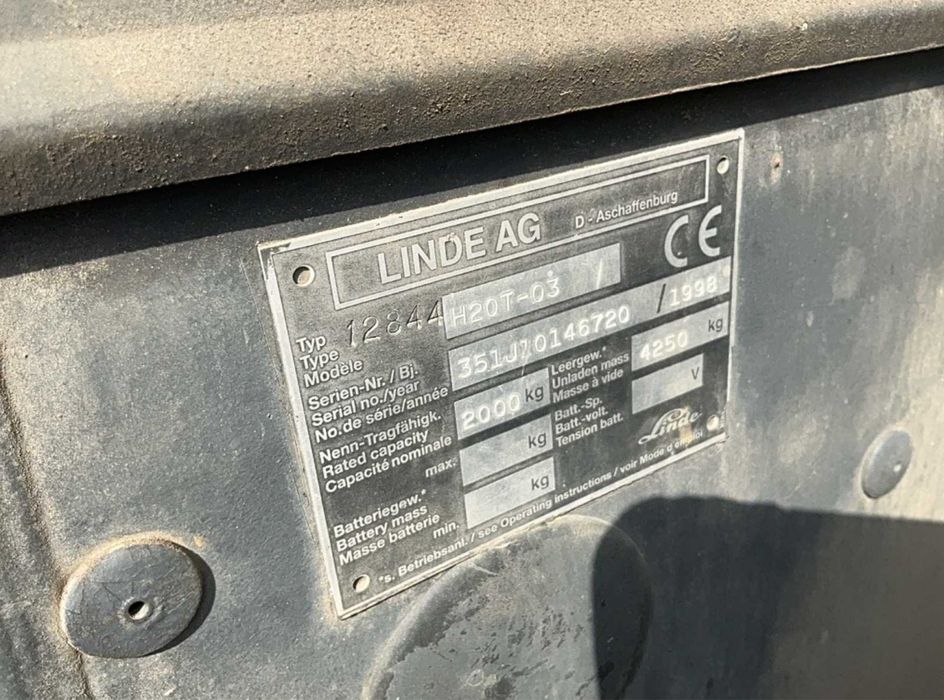 LINDE AG D - Aschaffenburg
CE
Typ
Type 12844 H20T-03 /
Modèle
Serien-Nr. / Bj.
Serial no./year 351J10146720 / 1998
No.de série/année
Nenn-Tragfähigk.
Rated capacity 2000 kg
Capacité nominale
Leergew.*
Unladen mass 4250 kg
Masse à vide
max: kg
Batt.-Sp.
Batt.-volt. V
Tension batt.
Batteriegew.*
Battery mass
Masse batterie min. kg
Linde
*s. Betriebsanl. / see Operating instructions / voir Mode d'emploi